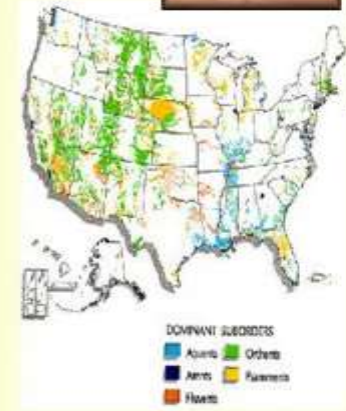 DOMINANT SUBORDERS
Aquents Orthents
Arents Psamments
Fluvents